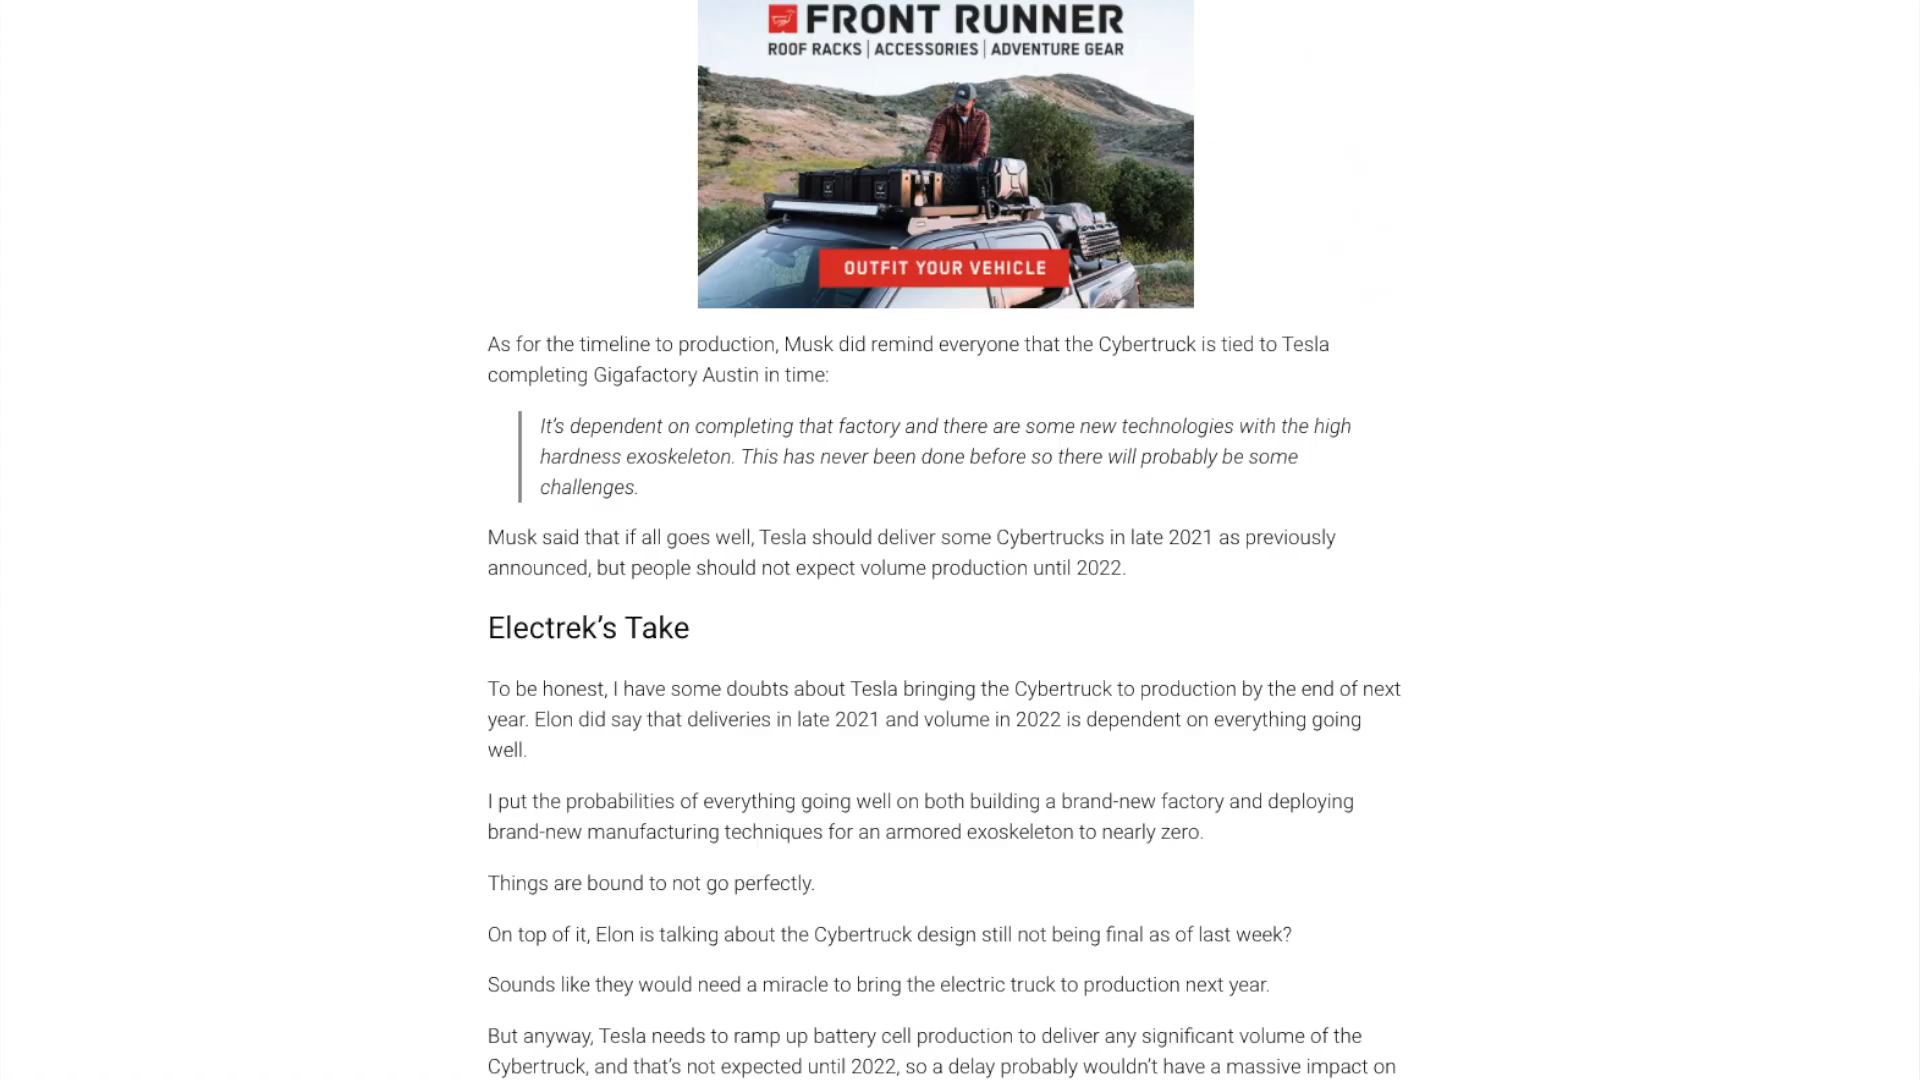 FRONT RUNNER
ROOF RACKS | ACCESSORIES | ADVENTURE GEAR
OUTFIT YOUR VEHICLE
As for the timeline to production, Musk did remind everyone that the Cybertruck is tied to Tesla
completing Gigafactory Austin in time:
It’s dependent on completing that factory and there are some new technologies with the high
hardness exoskeleton. This has never been done before so there will probably be some
challenges.
Musk said that if all goes well, Tesla should deliver some Cybertrucks in late 2021 as previously
announced, but people should not expect volume production until 2022.
Electrek’s Take
To be honest, I have some doubts about Tesla bringing the Cybertruck to production by the end of next
year. Elon did say that deliveries in late 2021 and volume in 2022 is dependent on everything going
well.
I put the probabilities of everything going well on both building a brand-new factory and deploying
brand-new manufacturing techniques for an armored exoskeleton to nearly zero.
Things are bound to not go perfectly.
On top of it, Elon is talking about the Cybertruck design still not being final as of last week?
Sounds like they would need a miracle to bring the electric truck to production next year.
But anyway, Tesla needs to ramp up battery cell production to deliver any significant volume of the
Cybertruck, and that’s not expected until 2022, so a delay probably wouldn’t have a massive impact on